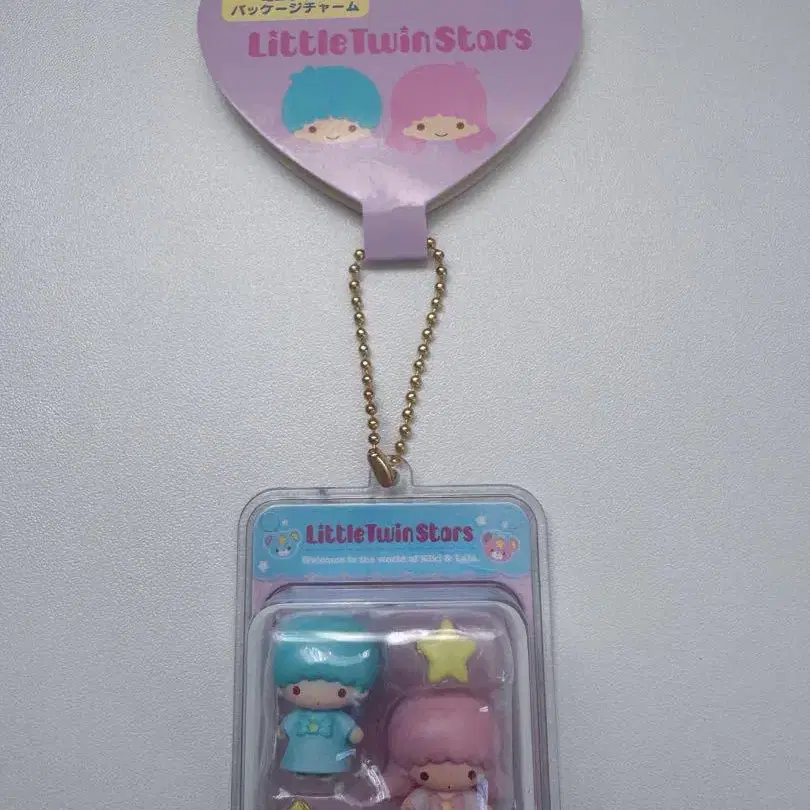 パッケージチャーム
LittleTwinStars
LittleTwinStars
Welcome to the world of Kiki & Lala.